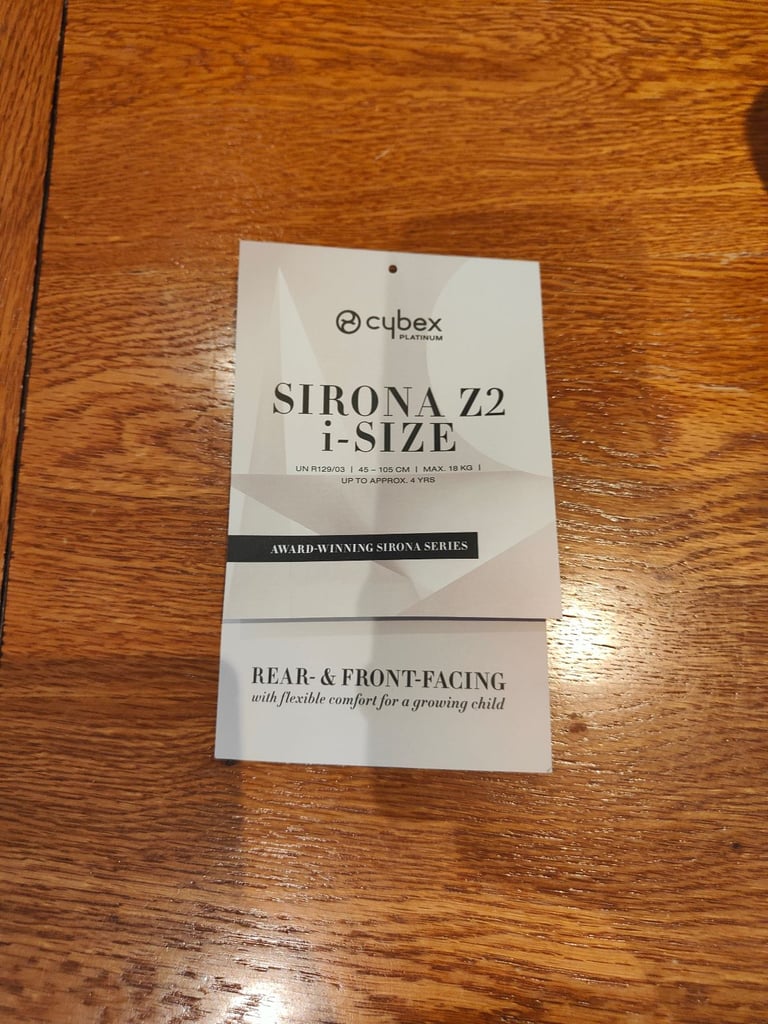 cybex
PLATINUM
SIRONA Z2
i-SIZE
UN R129/03 | 45 – 105 CM | MAX. 18 KG |
UP TO APPROX. 4 YRS
AWARD-WINNING SIRONA SERIES
REAR- & FRONT-FACING
with flexible comfort for a growing child